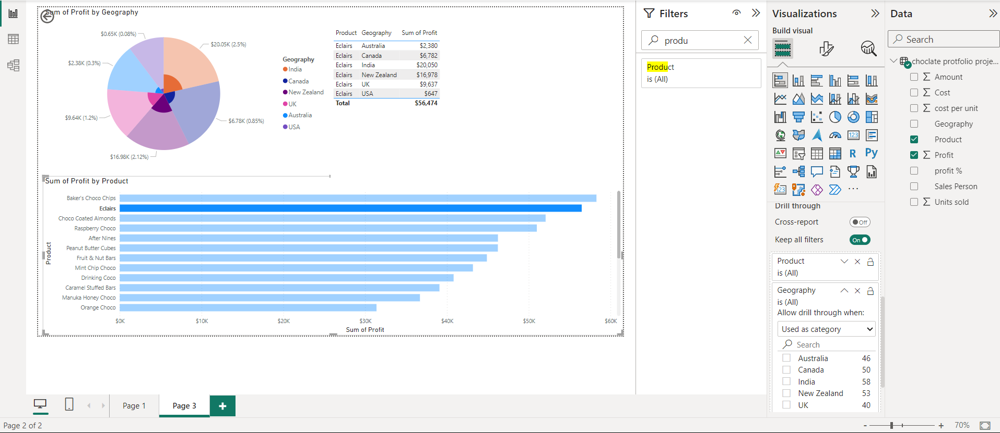 Sum of Profit by Geography
$0.65K (0.08%)
$20.05K (2.5%)
$2.38K (0.3%)
$9.64K (1.2%)
$6.78K (0.85%)
$16.98K (2.12%)
Geography
India
Canada
New Zealand
UK
Australia
USA
Product Geography Sum of Profit
Eclairs Australia $2,380
Eclairs Canada $6,782
Eclairs India $20,050
Eclairs New Zealand $16,978
Eclairs UK $9,637
Eclairs USA $647
Total $56,474
Sum of Profit by Product
Product
Baker's Choco Chips
Eclairs
Choco Coated Almonds
Raspberry Choco
After Nines
Peanut Butter Cubes
Fruit & Nut Bars
Mint Chip Choco
Drinking Coco
Caramel Stuffed Bars
Manuka Honey Choco
Orange Choco
$0K $10K $20K $30K $40K $50K $60K
Sum of Profit
Page 1 Page 3 +
Page 2 of 2
Filters
produ
Product
is (All)
Visualizations
Build visual
123
R Py
123
Drill through
Cross-report Off
Keep all filters On
Product
is (All)
Geography
is (All)
Allow drill through when:
Used as category
Search
Australia 46
Canada 50
India 58
New Zealand 53
UK 40
Data
Search
choclate protfolio proje...
Amount
Cost
cost per unit
Geography
Product
Profit
profit %
Sales Person
Units sold
- + 70%